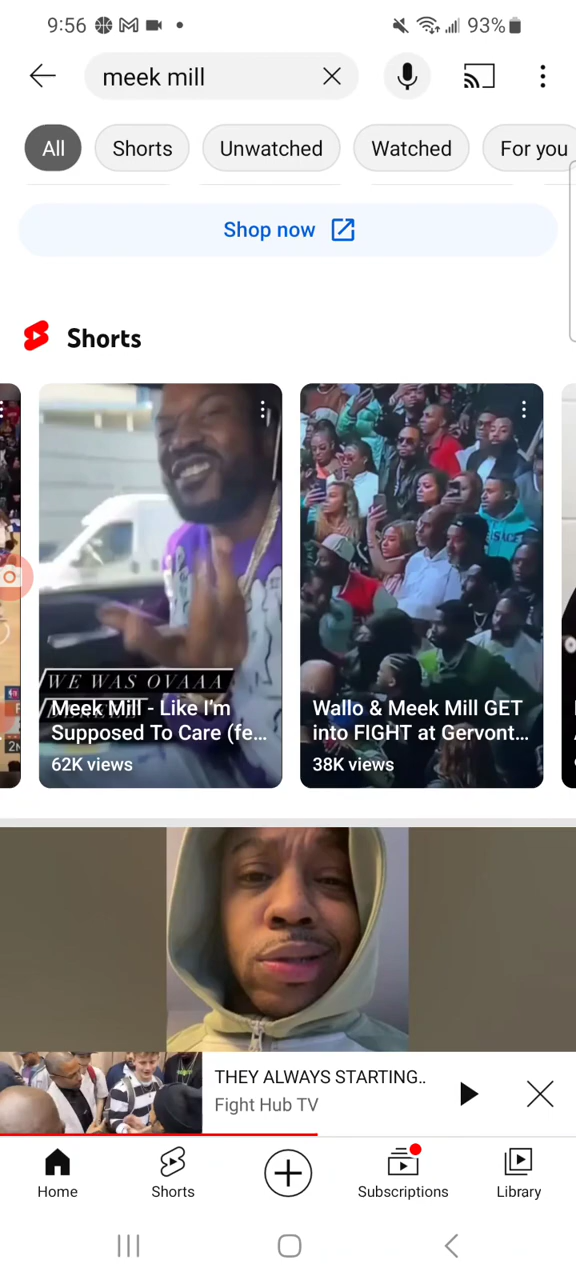 9:56 93%
meek mill
All Shorts Unwatched Watched For you
Shop now
Shorts
WE WAS OVAAA
Meek Mill - Like I'm
Supposed To Care (fe...
62K views
Wallo & Meek Mill GET
into FIGHT at Gervont...
38K views
THEY ALWAYS STARTING..
Fight Hub TV
Home Shorts Subscriptions Library